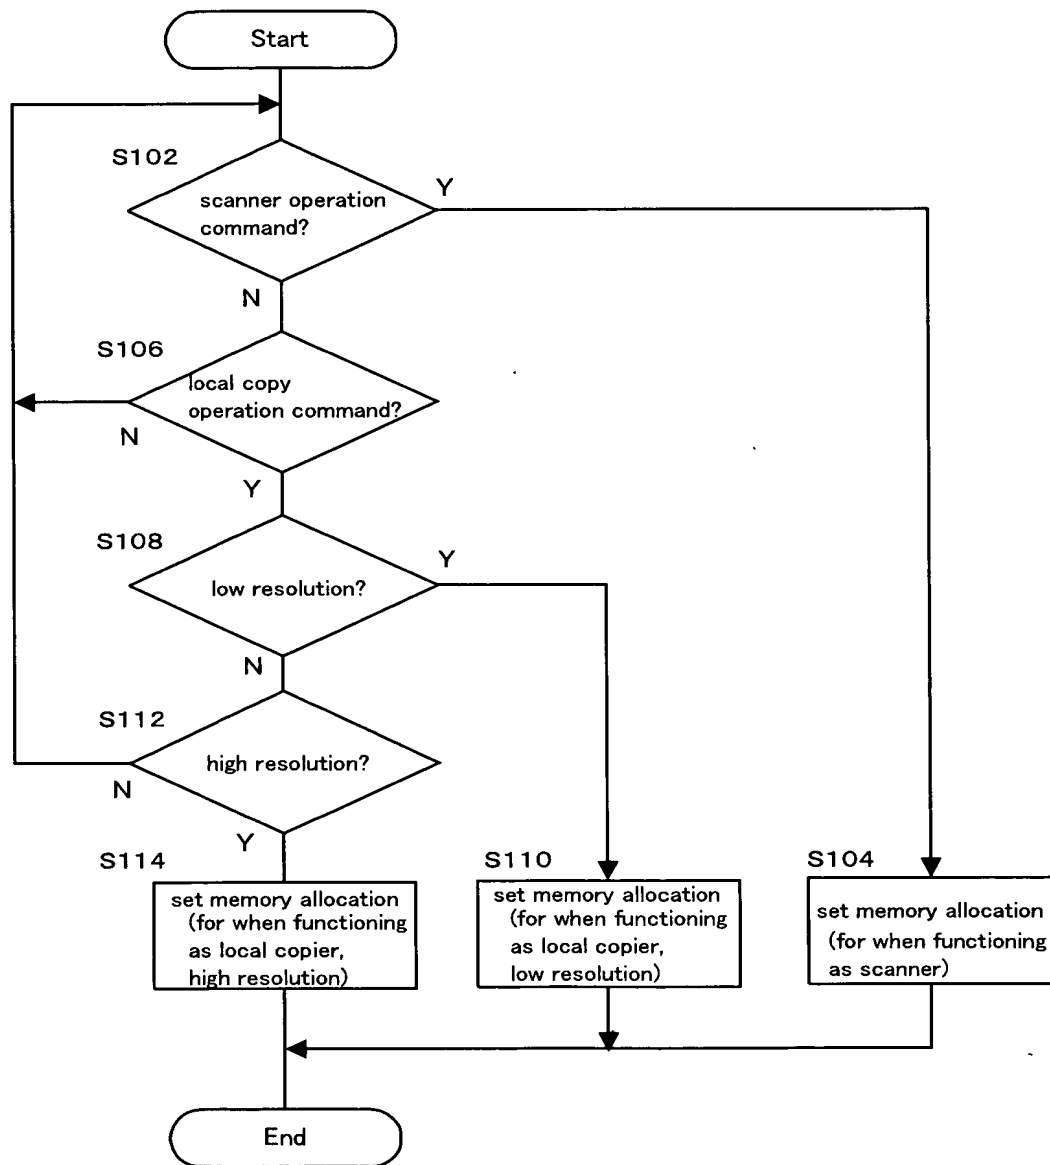 Start
S102
Y
scanner operation
command?
N
S106
local copy
operation command?
N
Y
S108
Y
low resolution?
N
S112
high resolution?
N
Y
S114
set memory allocation
(for when functioning
as local copier,
high resolution)
S110
set memory allocation
(for when functioning
as local copier,
low resolution)
S104
set memory allocation
(for when functioning
as scanner)
End